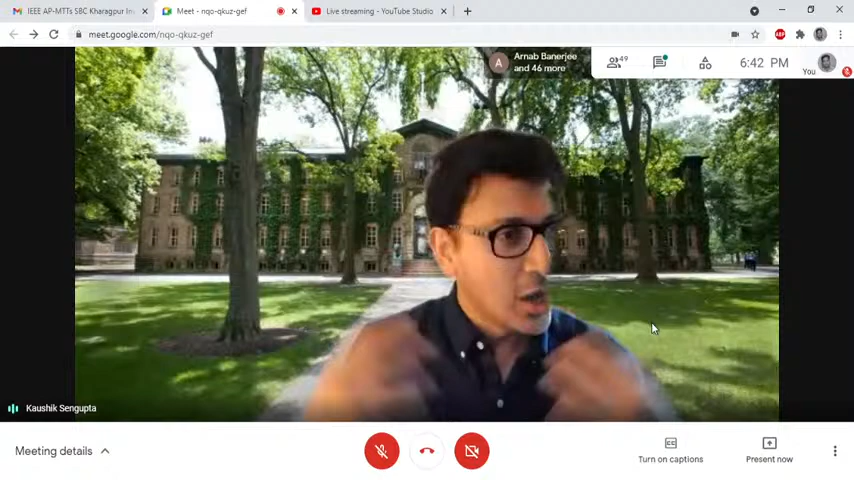 IEEE AP-MTTs SBC Kharagpur In
Meet - nqo-qkuz-gef
Live streaming - YouTube Studio
meet.google.com/nqo-qkuz-gef
ABP
A
Arnab Banerjee
and 46 more
49
6:42 PM
You
Kaushik Sengupta
Meeting details
Turn on captions
Present now